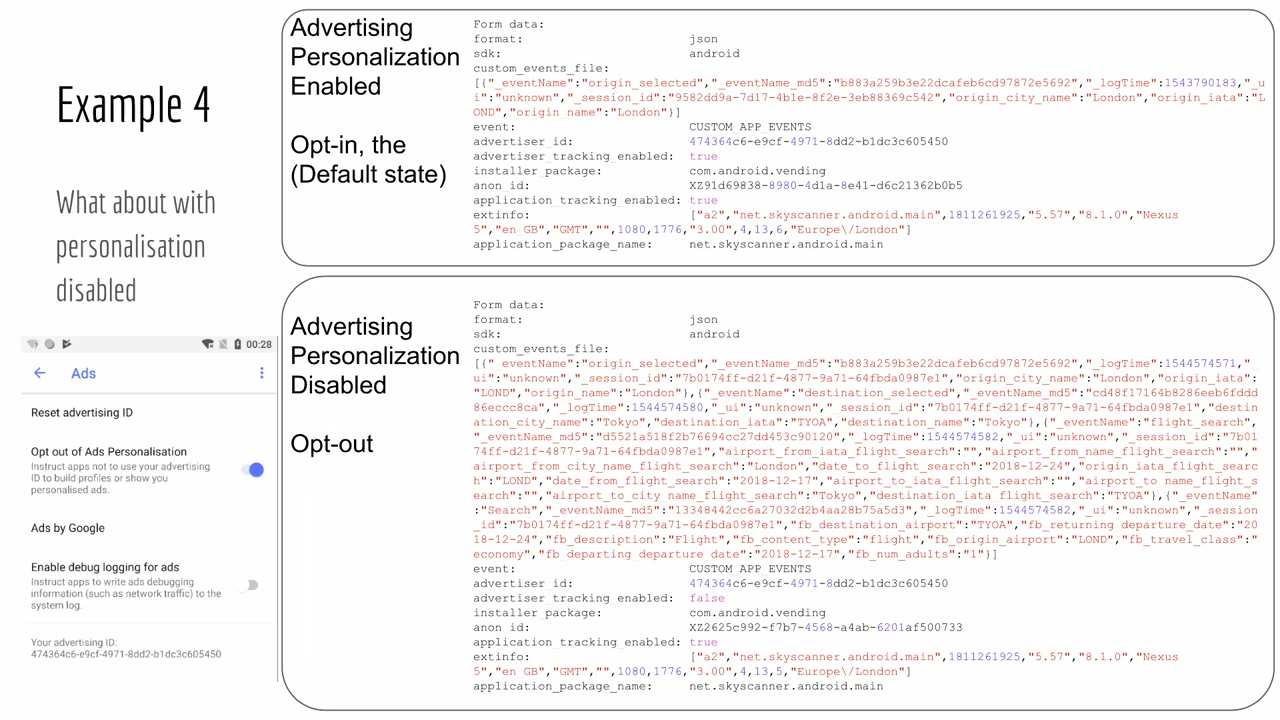 Example 4
What about with
personalisation
disabled
00:28
Ads
Reset advertising ID
Opt out of Ads Personalisation
Instruct apps not to use your advertising
ID to build profiles or show you
personalised ads.
Ads by Google
Enable debug logging for ads
Instruct apps to write ads debugging
information (such as network traffic) to the
system log.
Your advertising ID:
474364c6-e9cf-4971-8dd2-b1dc3c605450
Advertising
Personalization
Enabled
Opt-in, the
(Default state)
Form data:
format: json
sdk: android
custom_events_file:
[{"_eventName":"origin_selected","_eventName_md5":"b883a259b3e22dcafeb6cd97872e5692","_logTime":1543790183,"_u
i":"unknown","_session_id":"9582dd9a-7d17-4b1e-8f2e-3eb88369c542","origin_city_name":"London","origin_iata":"L
OND","origin_name":"London"}]
event: CUSTOM_APP_EVENTS
advertiser_id: 474364c6-e9cf-4971-8dd2-b1dc3c605450
advertiser_tracking_enabled: true
installer_package: com.android.vending
anon_id: XZ91d69838-8980-4d1a-8e41-d6c21362b0b5
application_tracking_enabled: true
extinfo: ["a2","net.skyscanner.android.main",1811261925,"5.57","8.1.0","Nexus
5","en_GB","GMT","",1080,1776,"3.00",4,13,6,"Europe\/London"]
application_package_name: net.skyscanner.android.main
Advertising
Personalization
Disabled
Opt-out
Form data:
format: json
sdk: android
custom_events_file:
[{"_eventName":"origin_selected","_eventName_md5":"b883a259b3e22dcafeb6cd97872e5692","_logTime":1544574571,"_
ui":"unknown","_session_id":"7b0174ff-d21f-4877-9a71-64fbda0987e1","origin_city_name":"London","origin_iata":
"LOND","origin_name":"London"},{"_eventName":"destination_selected","_eventName_md5":"cd48f17164b8286eeb6fddd
86eccc8ca","_logTime":1544574580,"_ui":"unknown","_session_id":"7b0174ff-d21f-4877-9a71-64fbda0987e1","destin
ation_city_name":"Tokyo","destination_iata":"TYOA","destination_name":"Tokyo"},{"_eventName":"flight_search",
"_eventName_md5":"d5521a518f2b76694cc27dd453c90120","_logTime":1544574582,"_ui":"unknown","_session_id":"7b01
74ff-d21f-4877-9a71-64fbda0987e1","airport_from_iata_flight_search":"","airport_from_name_flight_search":"","
airport_from_city_name_flight_search":"London","date_to_flight_search":"2018-12-24","origin_iata_flight_searc
h":"LOND","date_from_flight_search":"2018-12-17","airport_to_iata_flight_search":"","airport_to_name_flight_s
earch":"","airport_to_city_name_flight_search":"Tokyo","destination_iata_flight_search":"TYOA"},{"_eventName"
:"Search","_eventName_md5":"13348442cc6a27032d2b4aa28b75a5d3","_logTime":1544574582,"_ui":"unknown","_session
_id":"7b0174ff-d21f-4877-9a71-64fbda0987e1","fb_destination_airport":"TYOA","fb_returning_departure_date":"20
18-12-24","fb_description":"Flight","fb_content_type":"flight","fb_origin_airport":"LOND","fb_travel_class":"
economy","fb_departing_departure_date":"2018-12-17","fb_num_adults":"1"}]
event: CUSTOM_APP_EVENTS
advertiser_id: 474364c6-e9cf-4971-8dd2-b1dc3c605450
advertiser_tracking_enabled: false
installer_package: com.android.vending
anon_id: XZ2625c992-f7b7-4568-a4ab-6201af500733
application_tracking_enabled: true
extinfo: ["a2","net.skyscanner.android.main",1811261925,"5.57","8.1.0","Nexus
5","en_GB","GMT","",1080,1776,"3.00",4,13,5,"Europe\/London"]
application_package_name: net.skyscanner.android.main